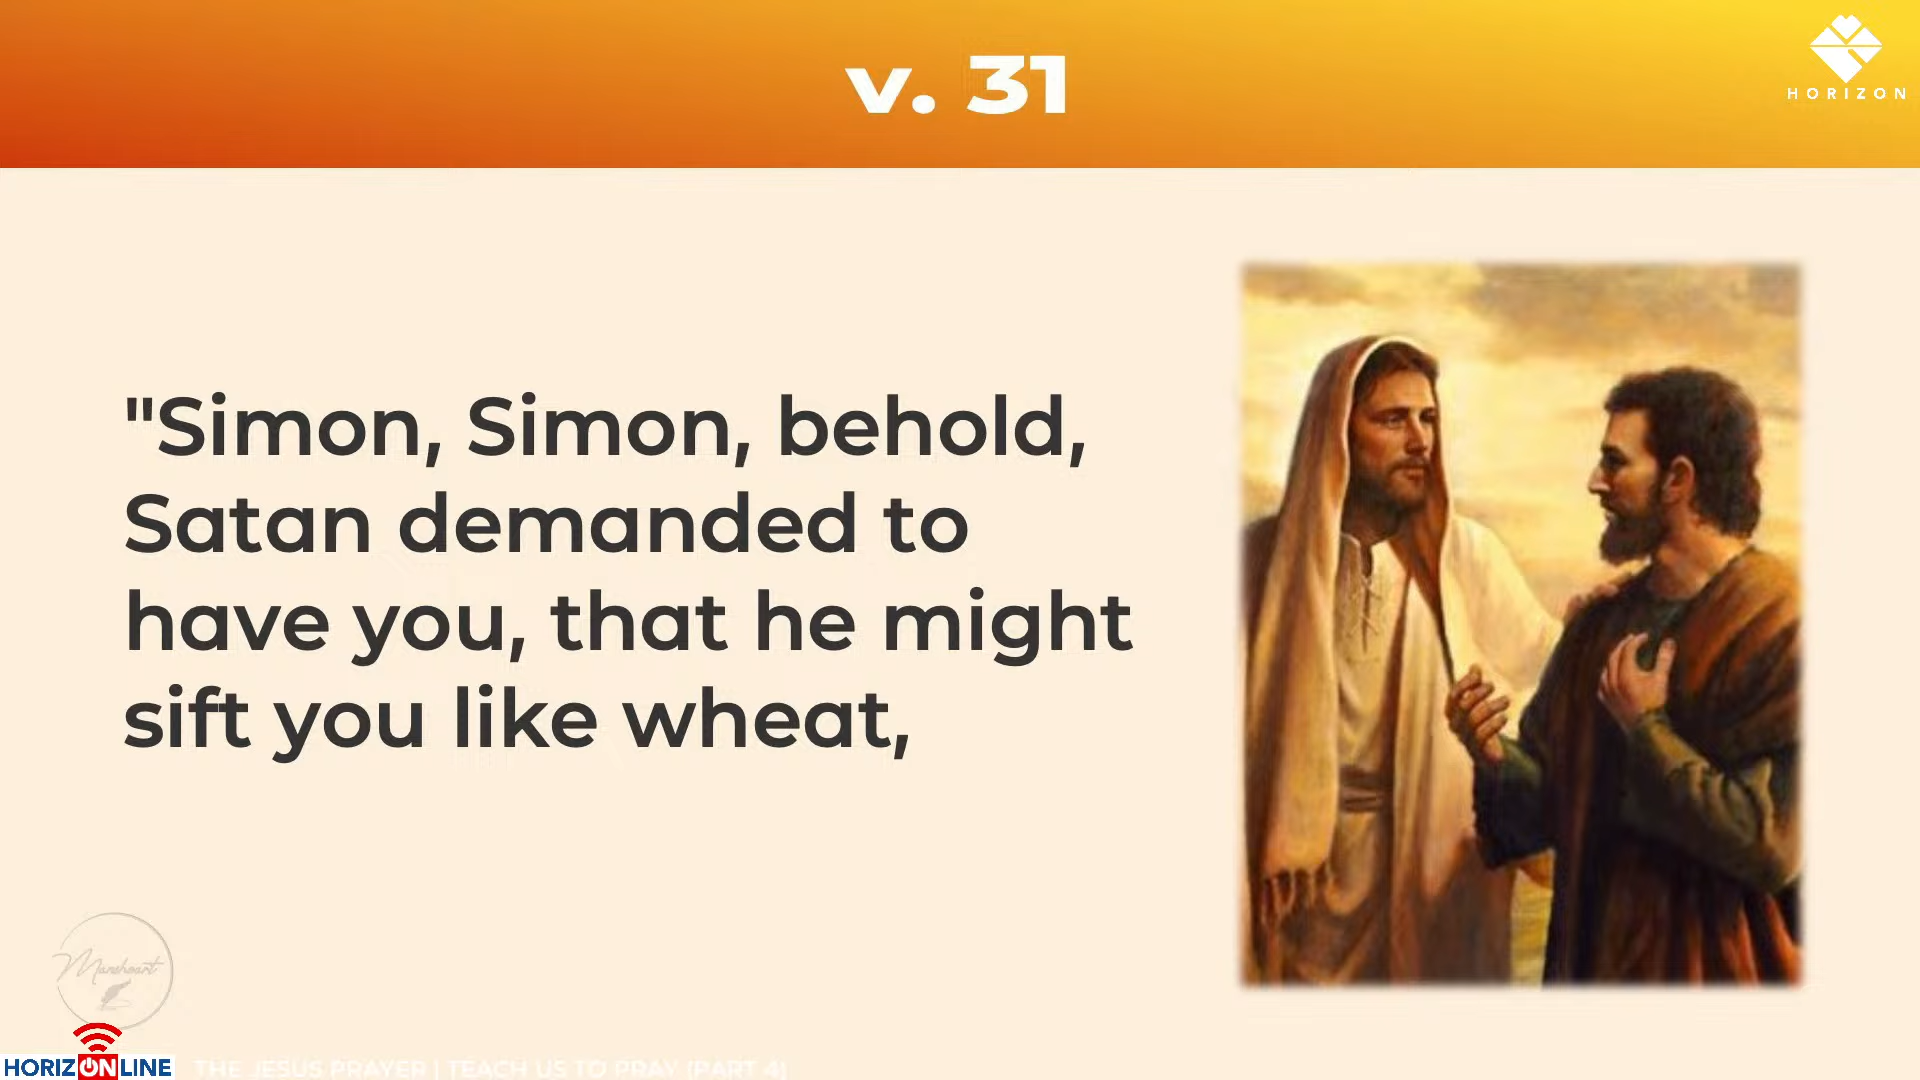 v. 31
HORIZON
"Simon, Simon, behold,
Satan demanded to
have you, that he might
sift you like wheat,
Mansheart
HORIZONLINE
THE JESUS PRAYER | TEACH US TO PRAY (PART 4)